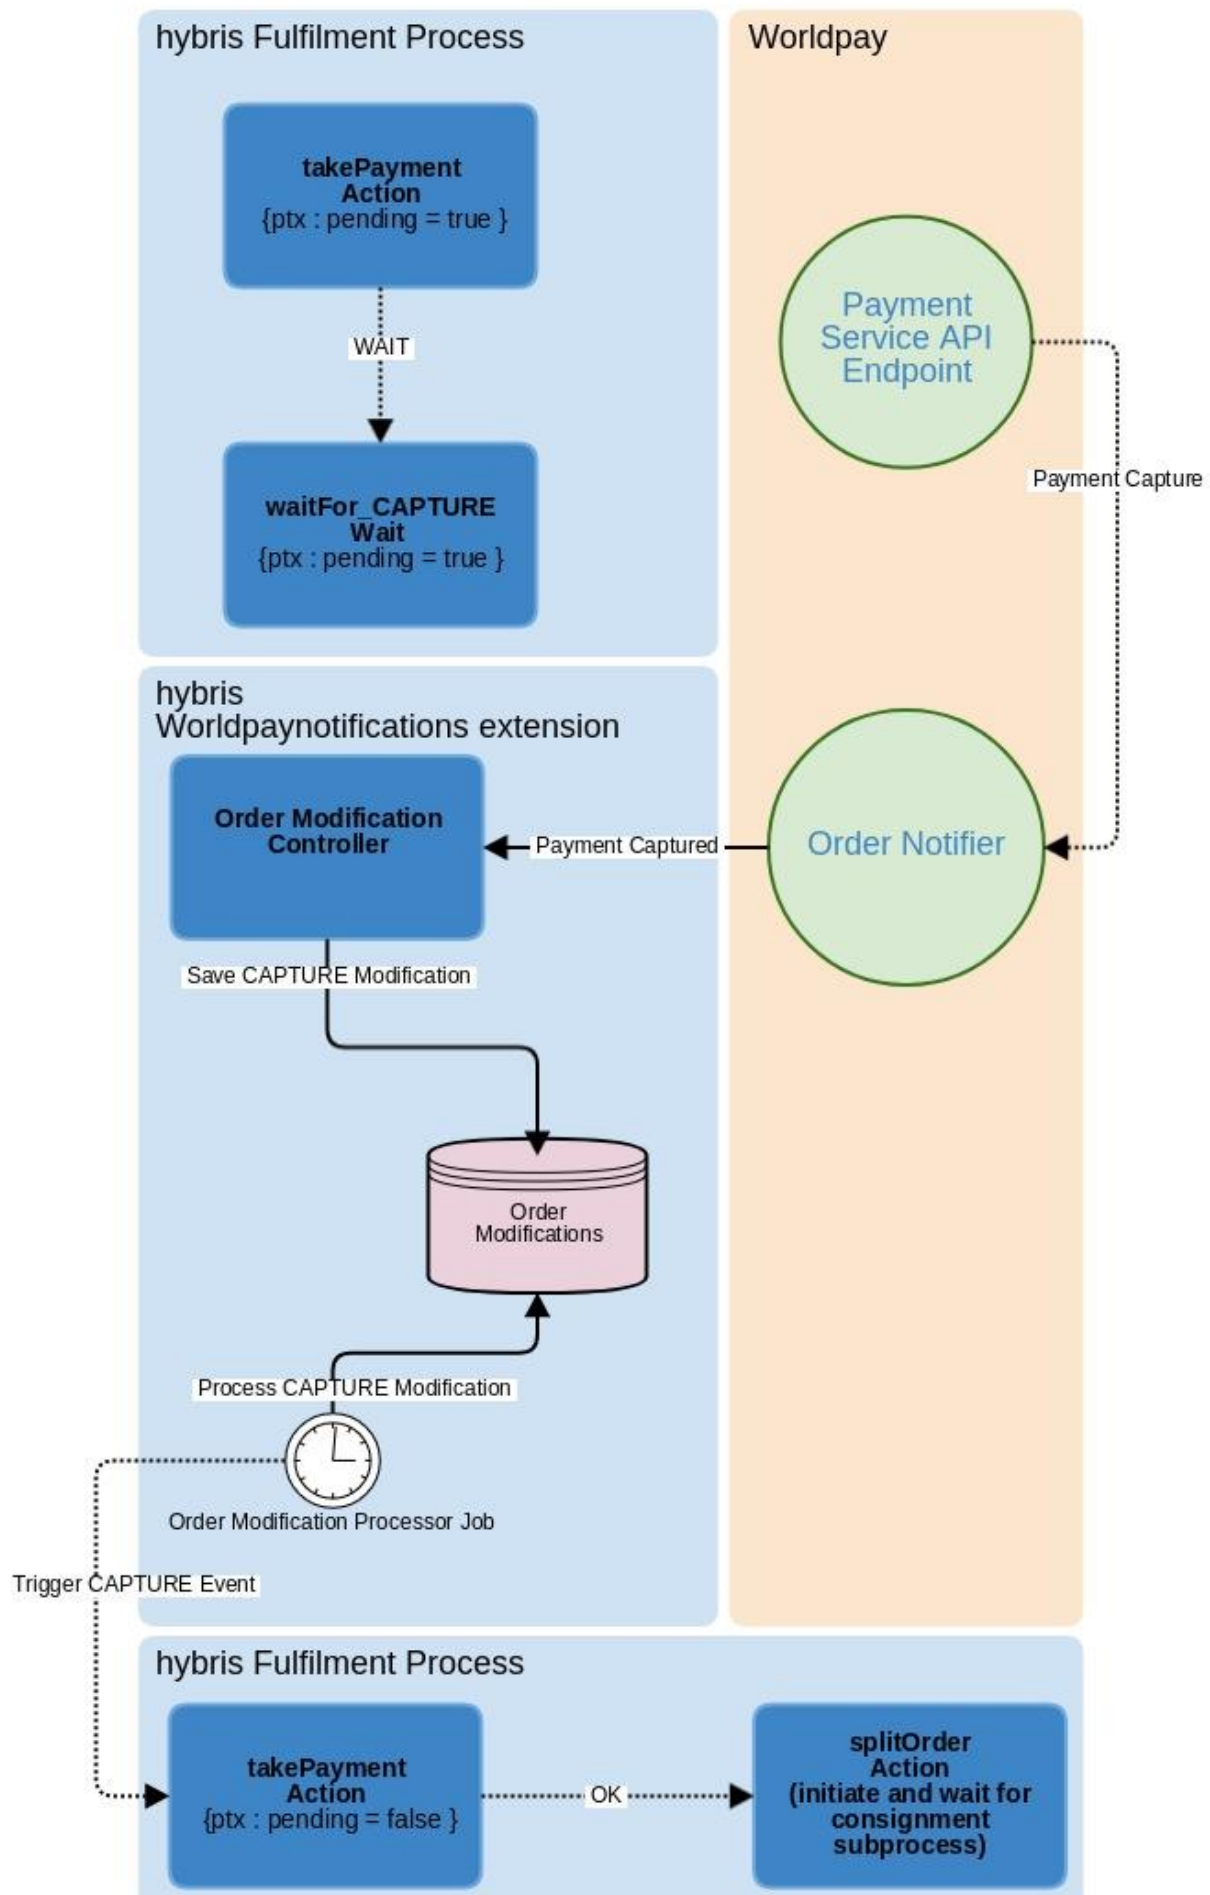 hybris Fulfilment Process
Worldpay
takePayment
Action
{ptx : pending = true }
WAIT
Payment
Service API
Endpoint
Payment Capture
waitFor_CAPTURE
Wait
{ptx : pending = true }
hybris
Worldpaynotifications extension
Order Modification
Controller
Payment Captured
Order Notifier
Save CAPTURE Modification
Order
Modifications
Process CAPTURE Modification
Order Modification Processor Job
Trigger CAPTURE Event
hybris Fulfilment Process
takePayment
Action
{ptx : pending = false }
OK
splitOrder
Action
(initiate and wait for
consignment
subprocess)